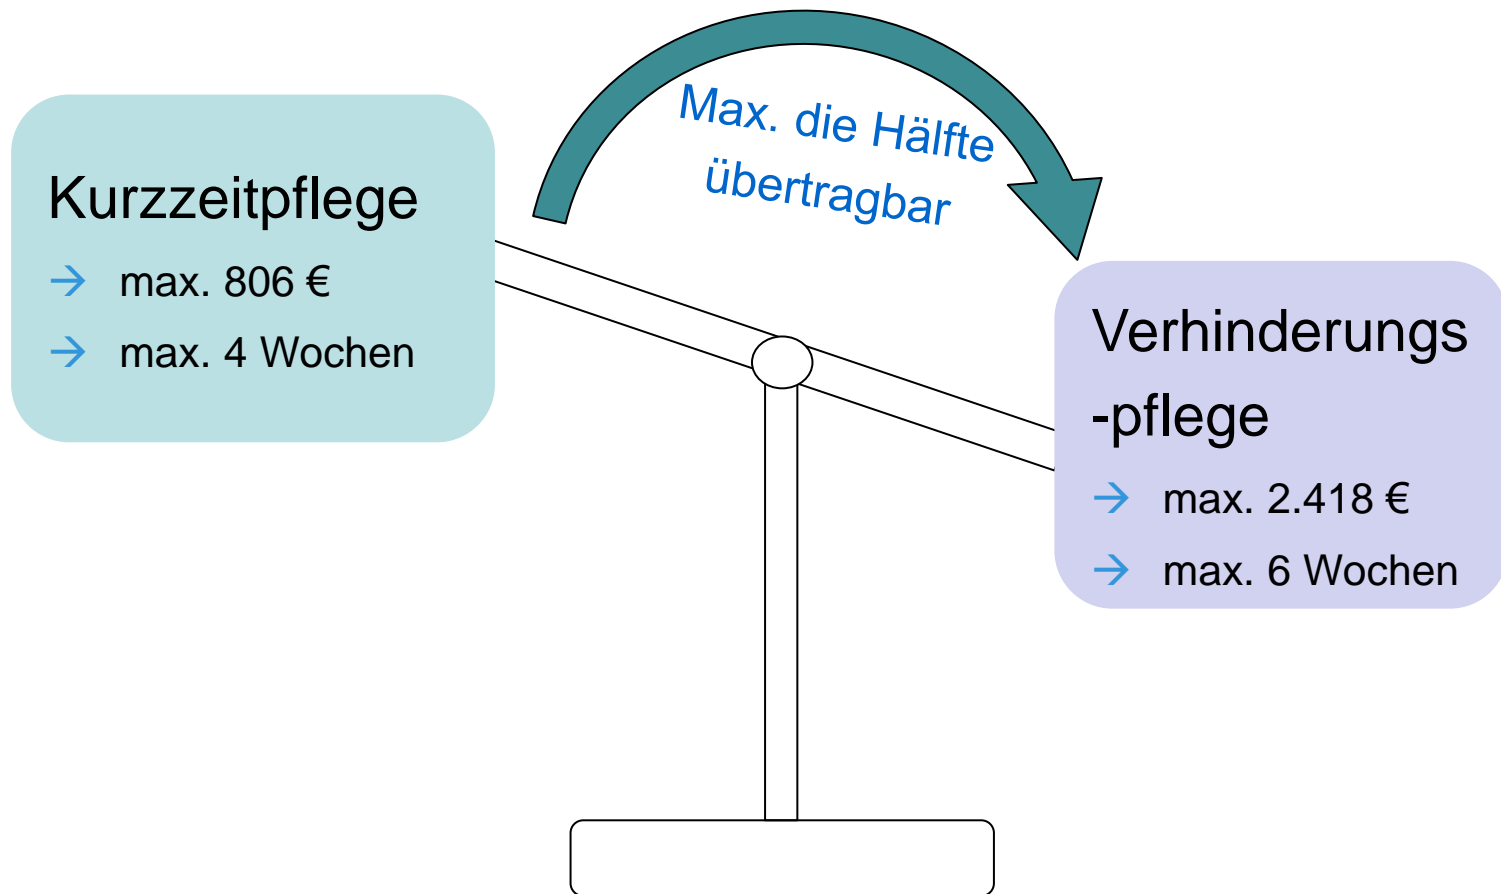 Max. die Hälfte
übertragbar
Kurzzeitpflege
→ max. 806 €
→ max. 4 Wochen
Verhinderungs
-pflege
→ max. 2.418 €
→ max. 6 Wochen